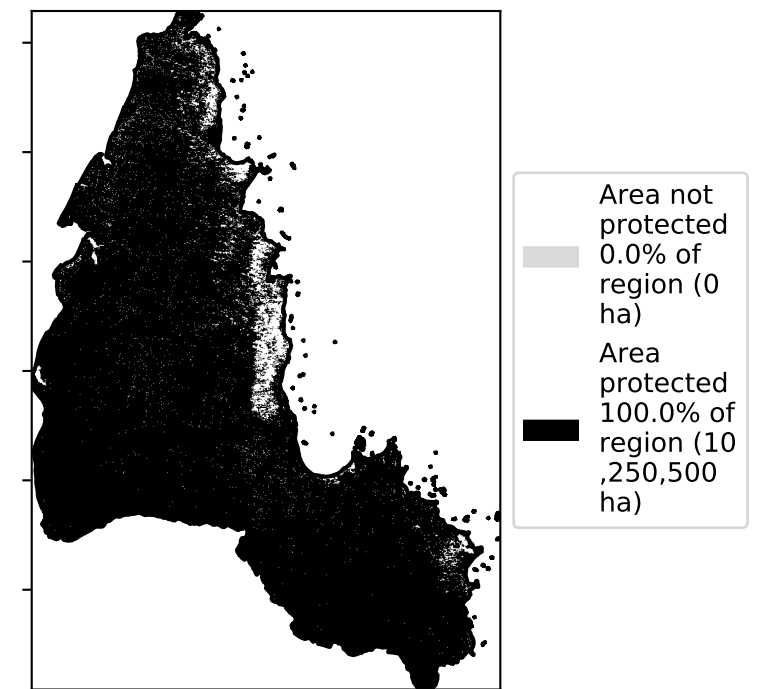 Area not
protected
0.0% of
region (0
ha)
Area
protected
100.0% of
region (10
,250,500
ha)